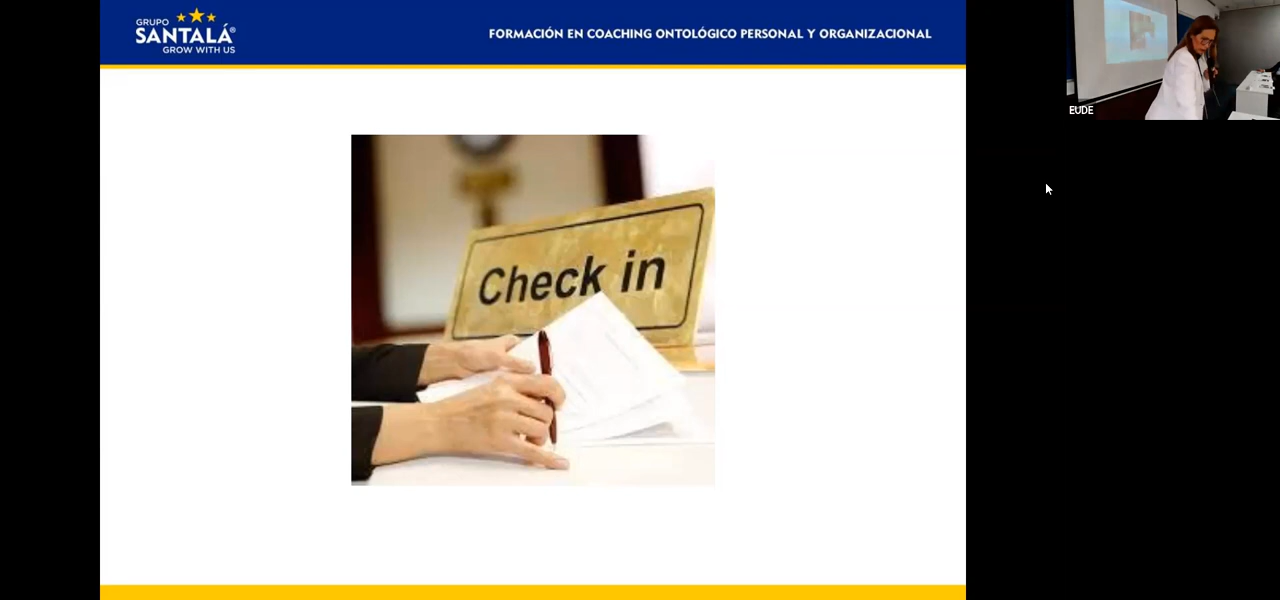 GRUPO
SANTALÁ®
GROW WITH US
FORMACIÓN EN COACHING ONTOLÓGICO PERSONAL Y ORGANIZACIONAL
EUDE
Check in